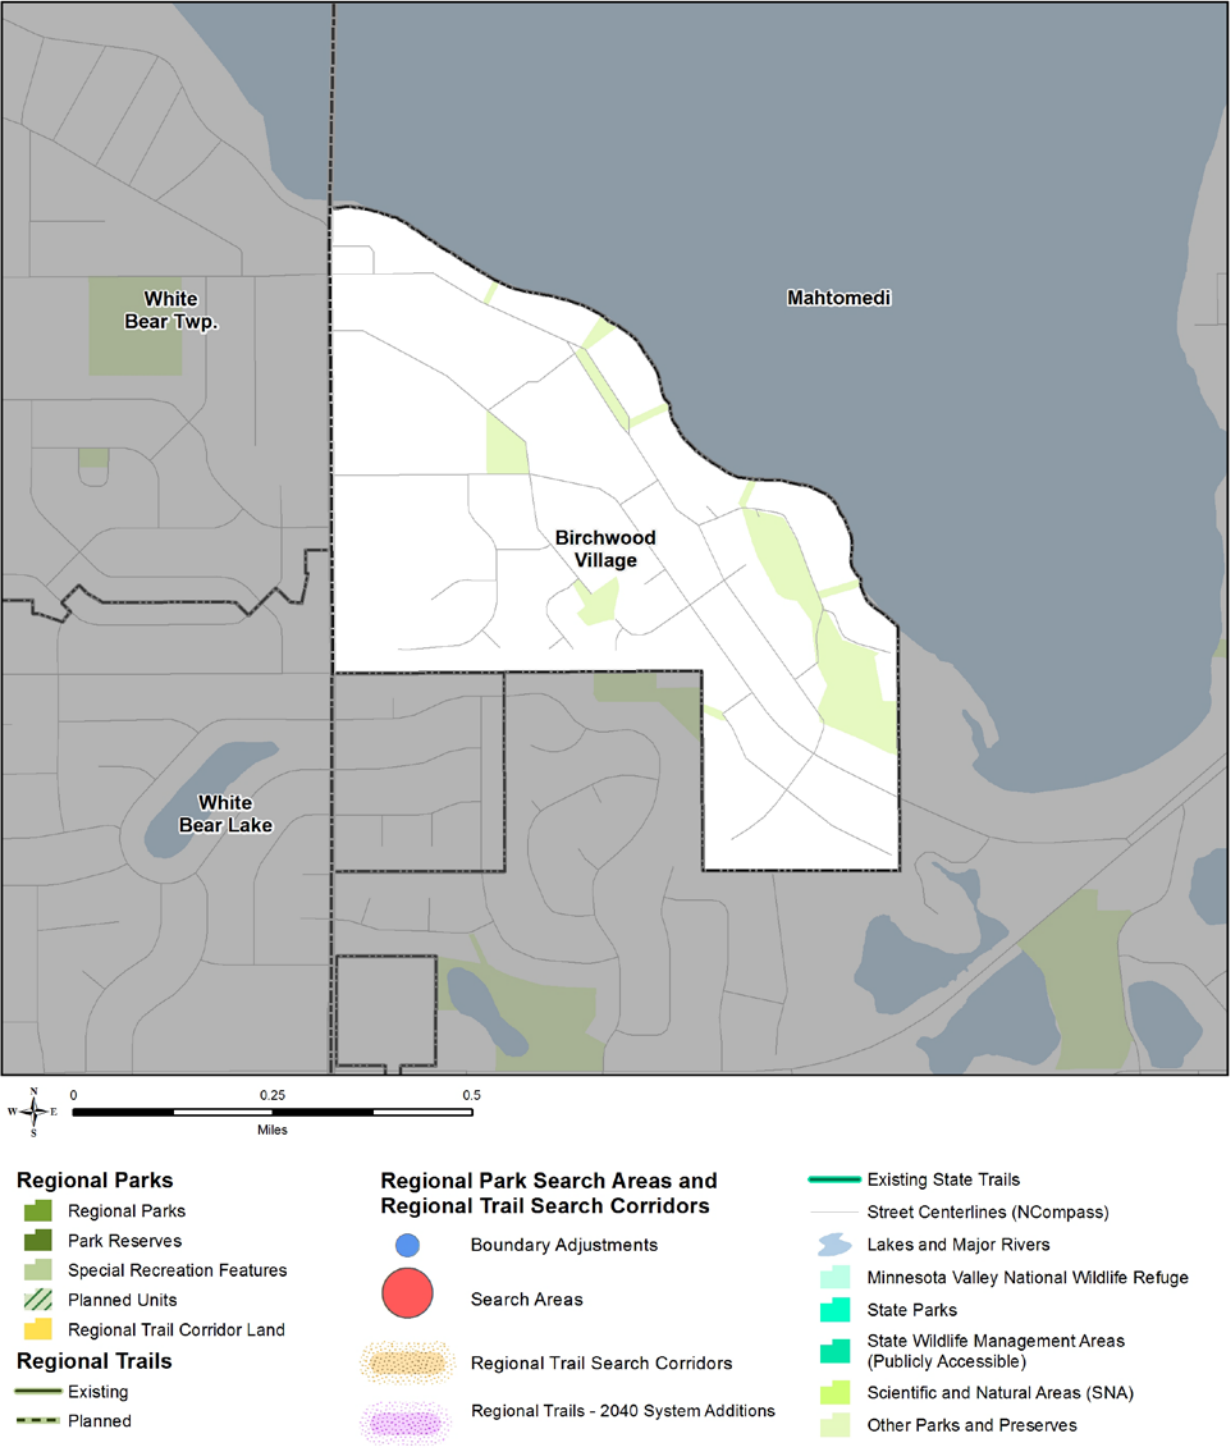 White
Bear Twp.
Mahtomedi
Birchwood
Village
White
Bear Lake
N
W E
S
0 0.25 0.5
Miles
Regional Parks
Regional Parks
Park Reserves
Special Recreation Features
Planned Units
Regional Trail Corridor Land
Regional Trails
Existing
Planned
Regional Park Search Areas and
Regional Trail Search Corridors
Boundary Adjustments
Search Areas
Regional Trail Search Corridors
Regional Trails - 2040 System Additions
Existing State Trails
Street Centerlines (NCompass)
Lakes and Major Rivers
Minnesota Valley National Wildlife Refuge
State Parks
State Wildlife Management Areas
(Publicly Accessible)
Scientific and Natural Areas (SNA)
Other Parks and Preserves